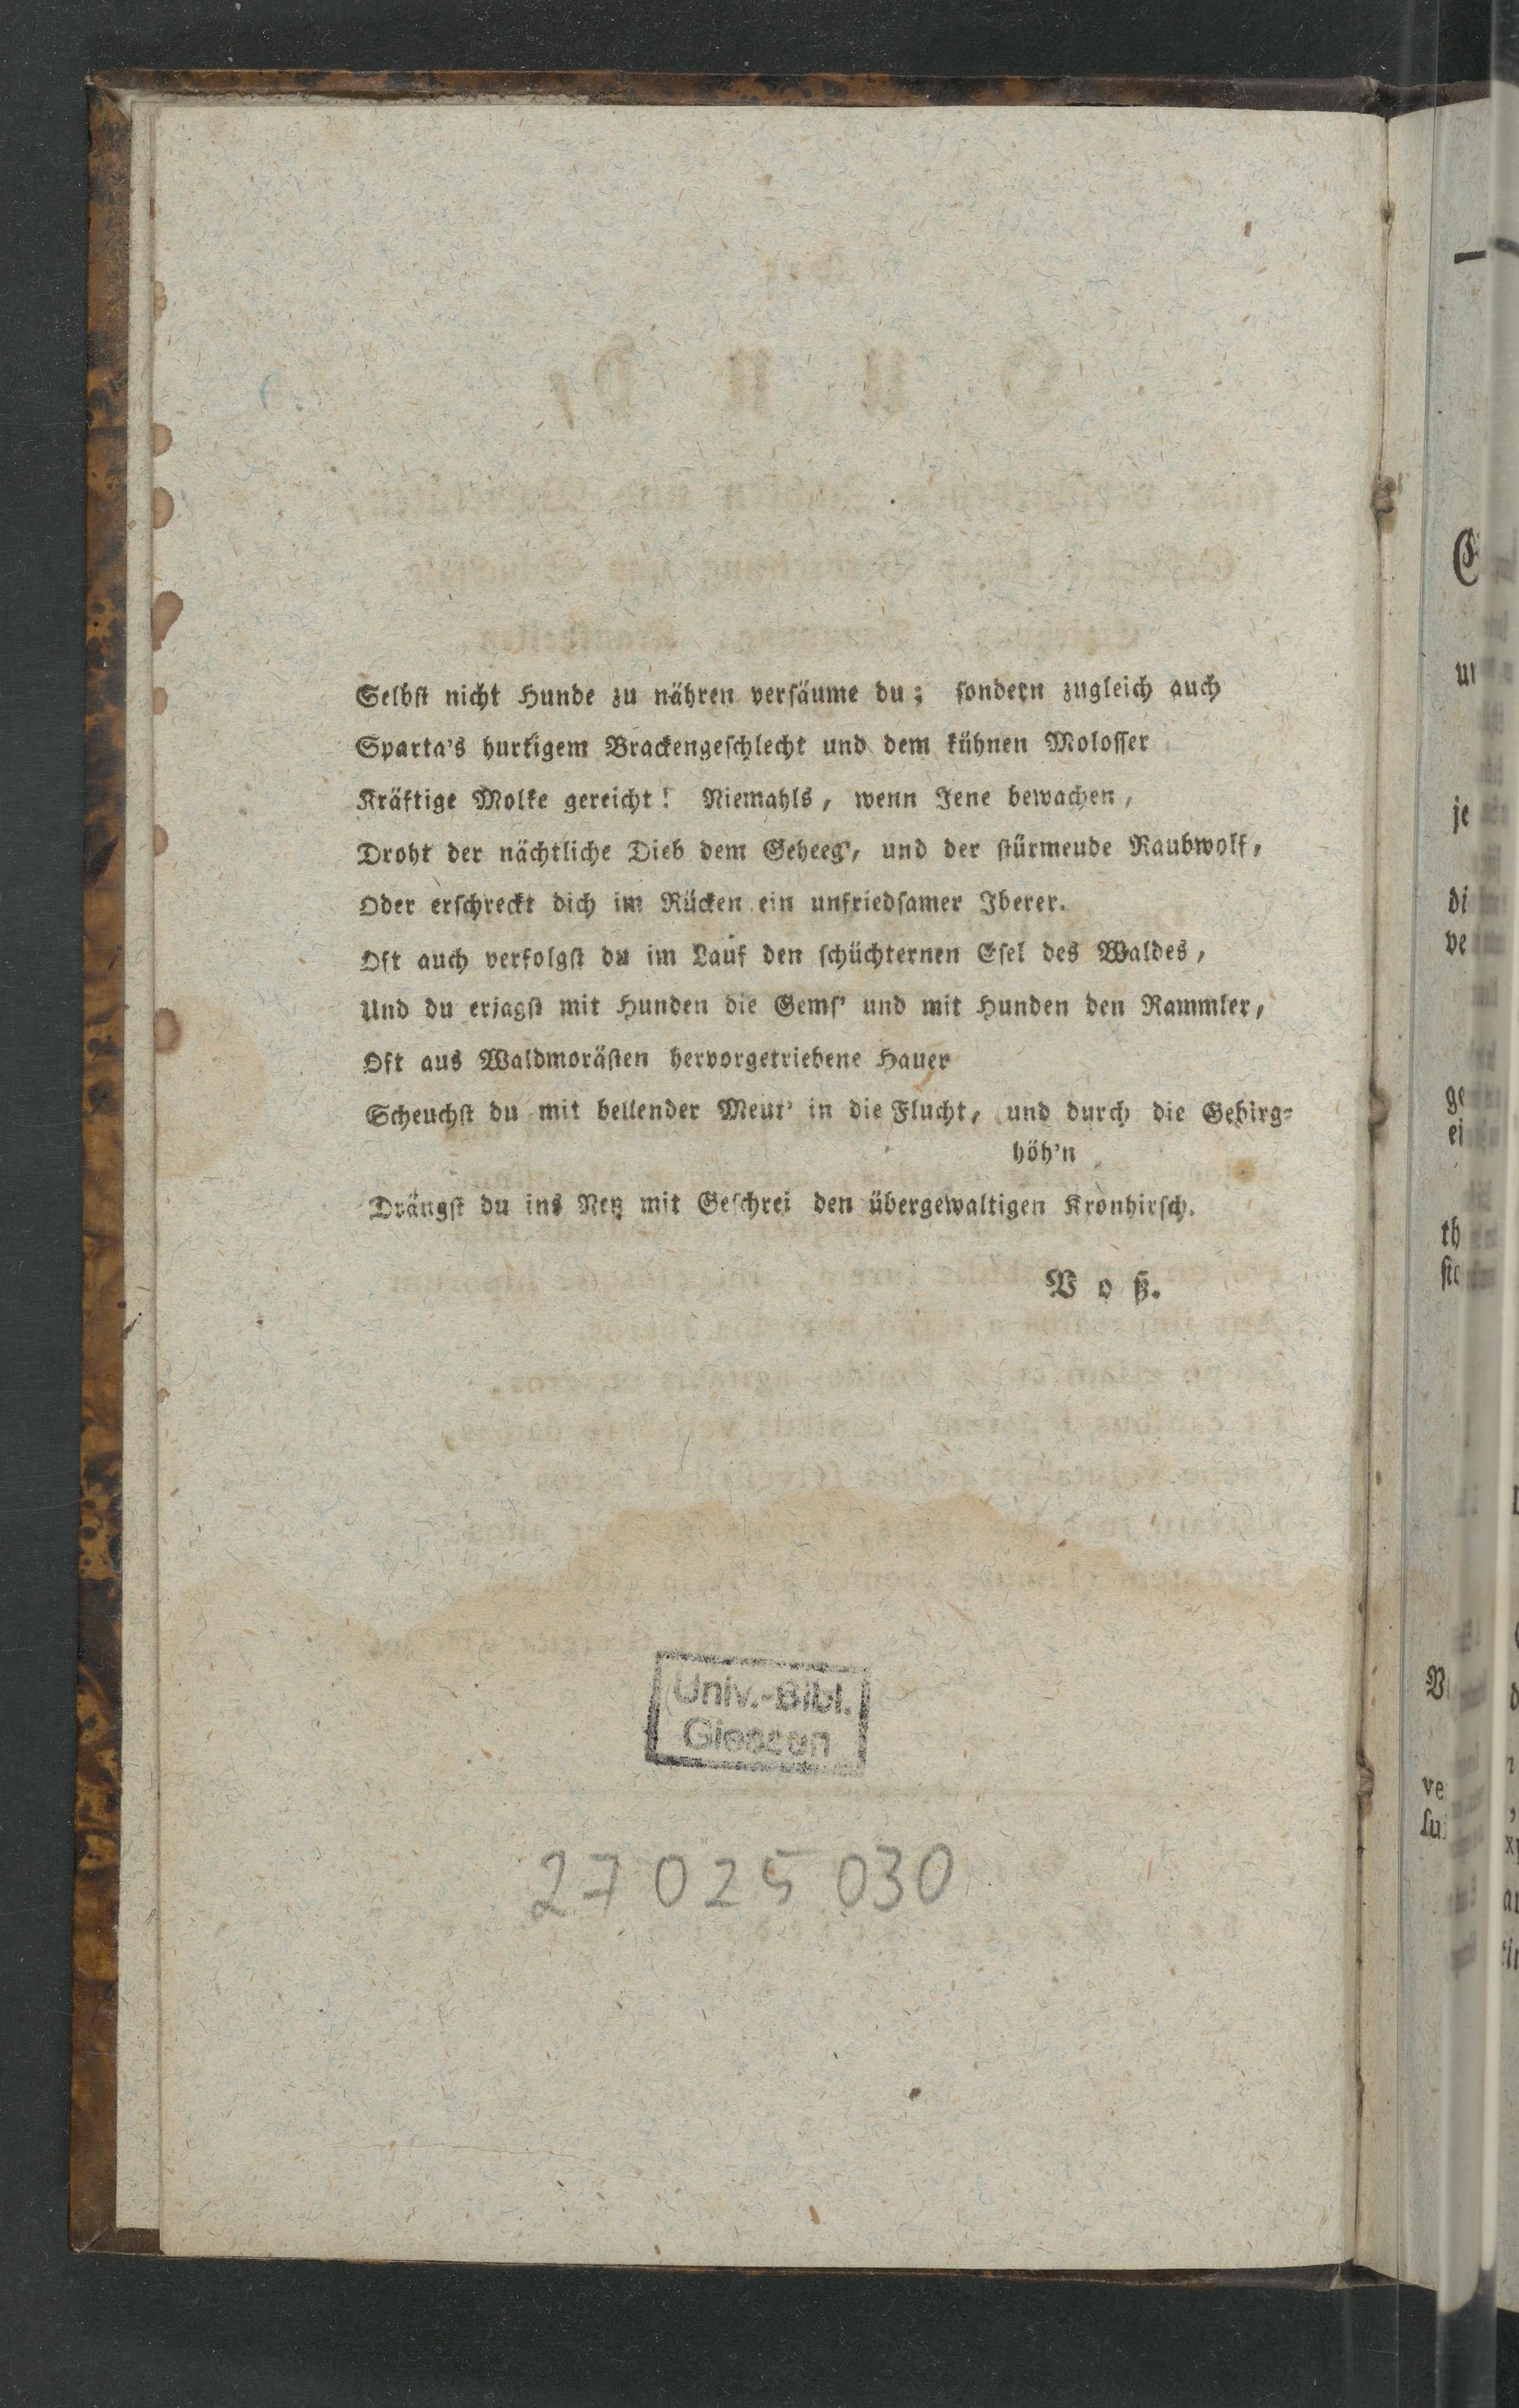 Selbst nicht Hunde zu nähren versäume du; sondern zugleich auch
Sparta's hurtigem Brackengeschlecht und dem kühnen Molosser
Kräftige Molke gereicht! Niemahls, wenn Jene bewachen,
Droht der nächtliche Dieb dem Geheeg', und der stürmende Raubwolf,
Oder erschreckt dich im Rücken ein unfriedsamer Iberer.
Oft auch verfolgst du im Lauf den schüchternen Esel des Waldes,
Und du erjagst mit Hunden die Gems' und mit Hunden den Rammler,
Oft aus Waldmorästen hervorgetriebene Hauer
Scheuchst du mit bellender Meut' in die Flucht, und durch die Gebirg-
höh'n
Drängst du ins Netz mit Geschrei den übergewaltigen Kronhirsch.
Voß.
Univ.-Bibl.
Giessen
27 025 030